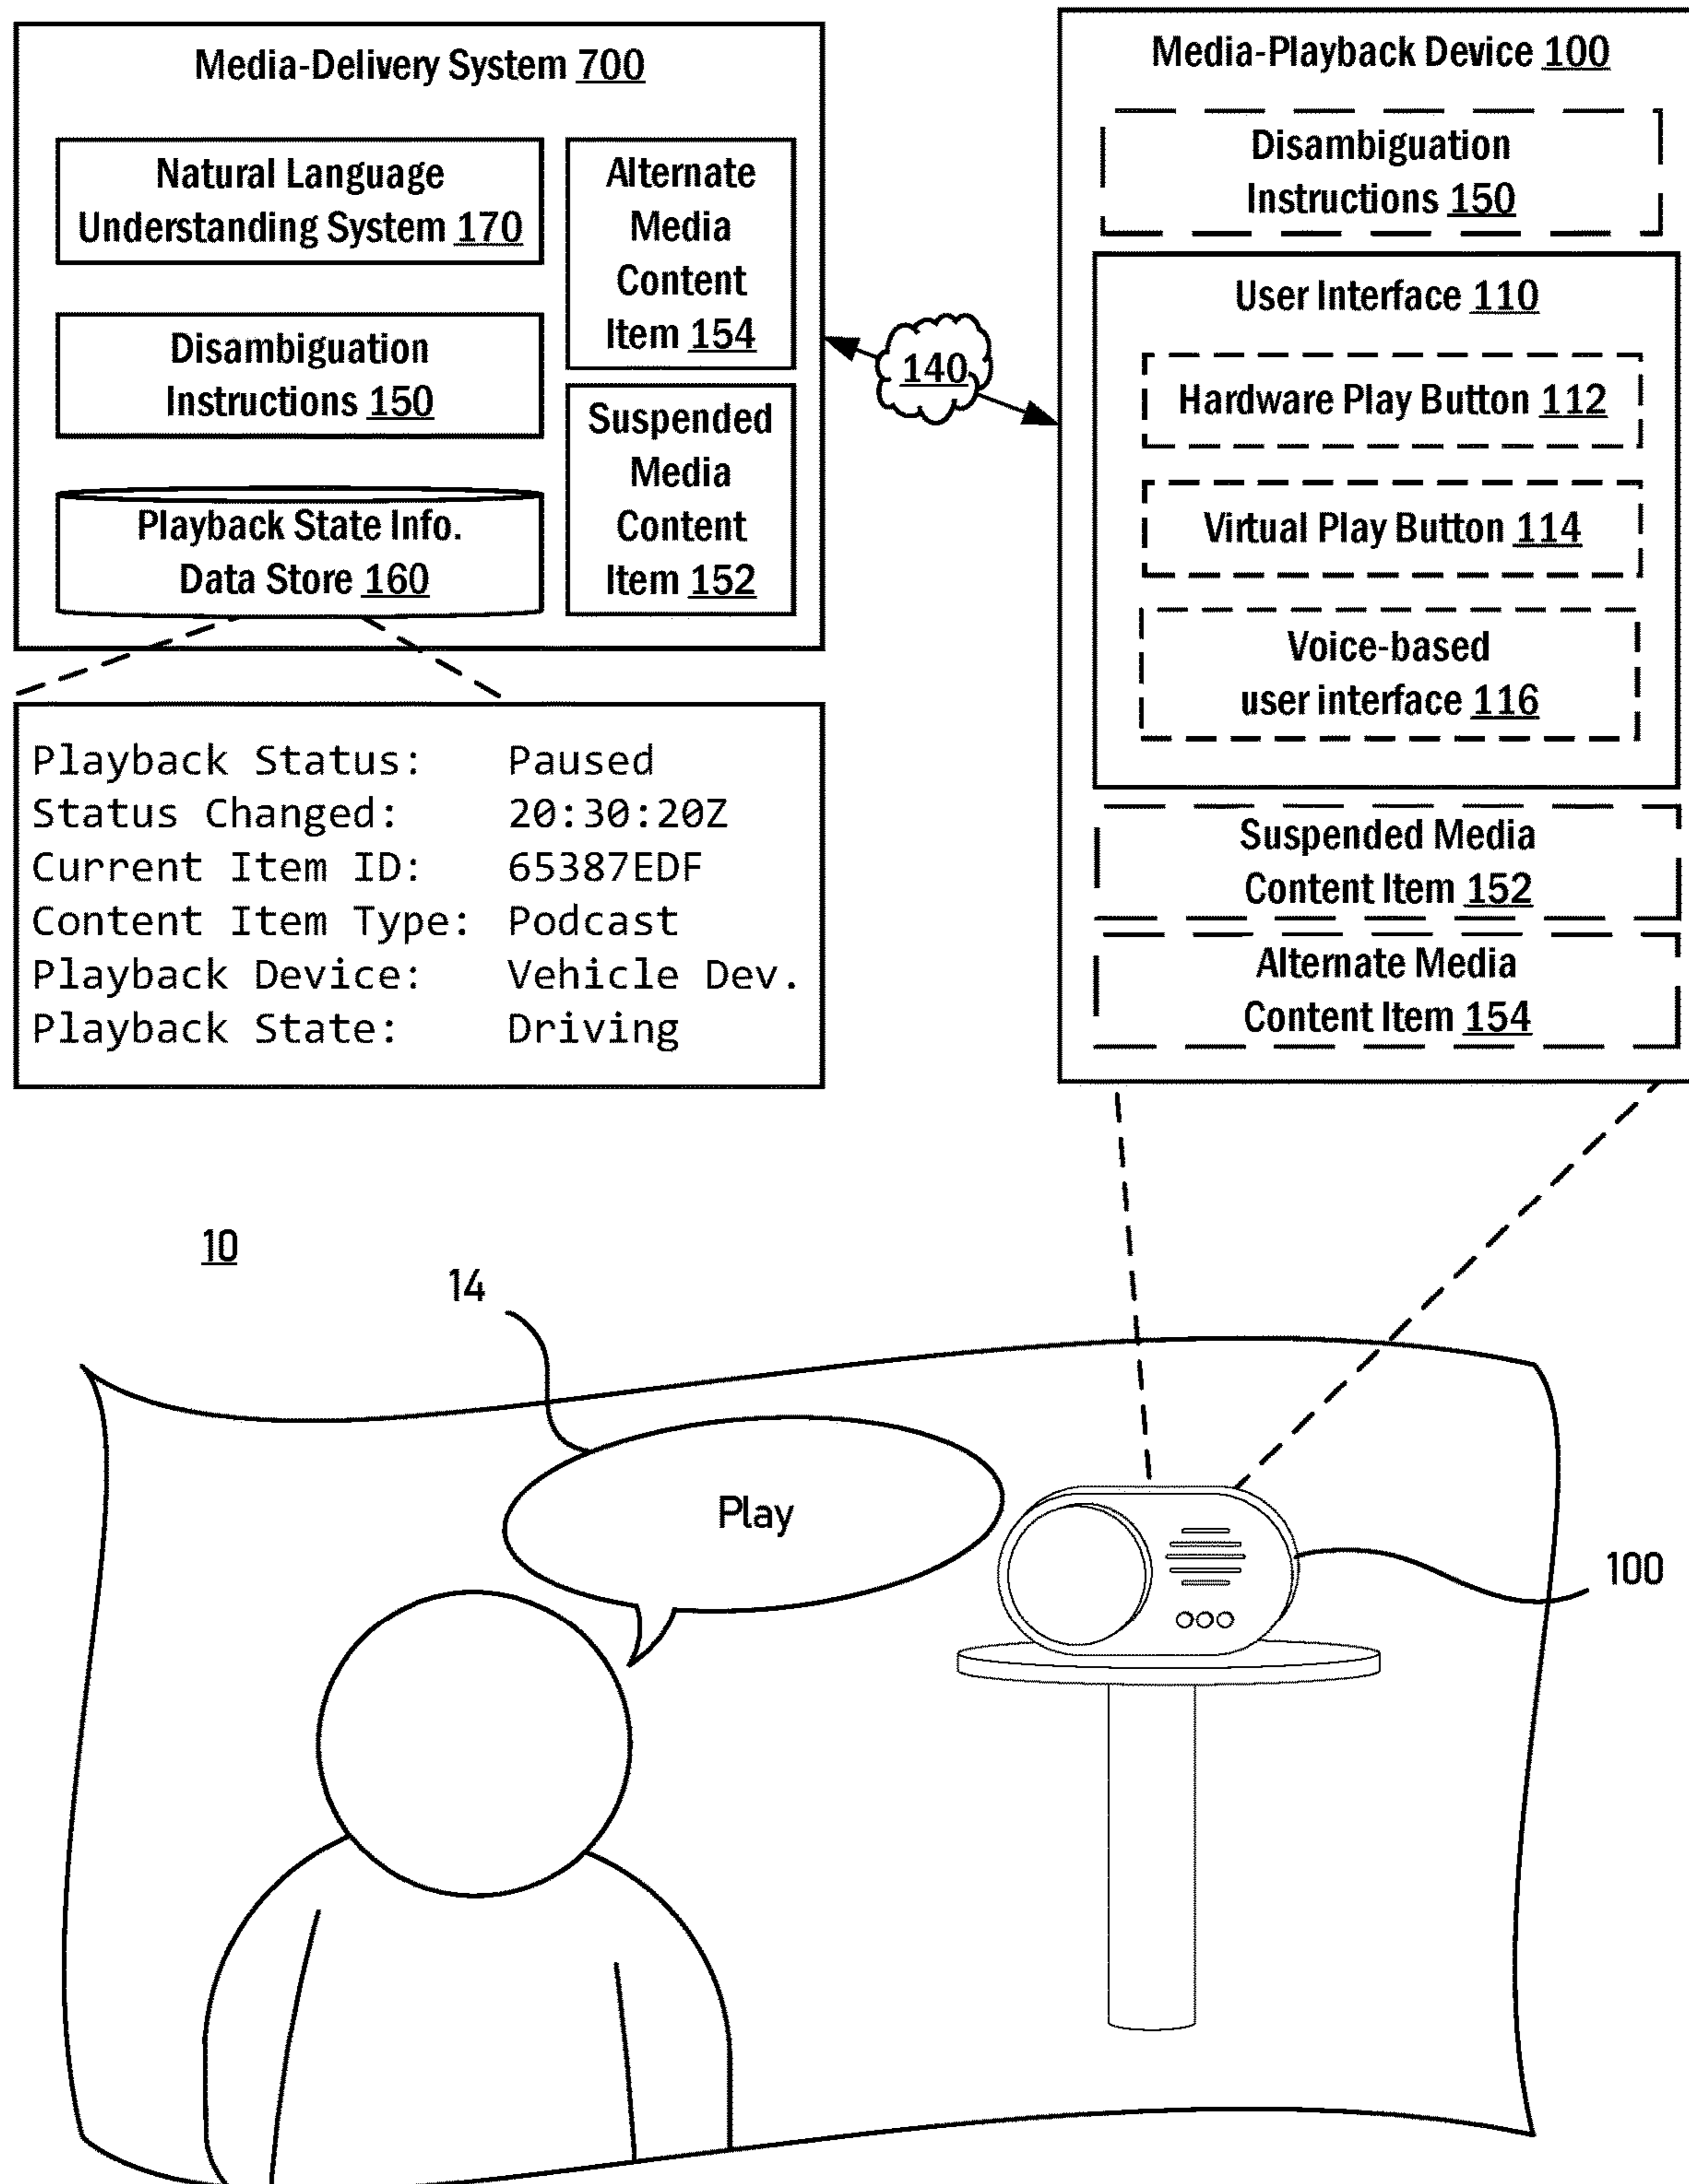 Media-Delivery System 700
Natural Language
Understanding System 170
Disambiguation
Instructions 150
Playback State Info.
Data Store 160
Alternate
Media
Content
Item 154
Suspended
Media
Content
Item 152
Playback Status: Paused
Status Changed: 20:30:20Z
Current Item ID: 65387EDF
Content Item Type: Podcast
Playback Device: Vehicle Dev.
Playback State: Driving
140
Media-Playback Device 100
Disambiguation
Instructions 150
User Interface 110
Hardware Play Button 112
Virtual Play Button 114
Voice-based
user interface 116
Suspended Media
Content Item 152
Alternate Media
Content Item 154
10
14
Play
100